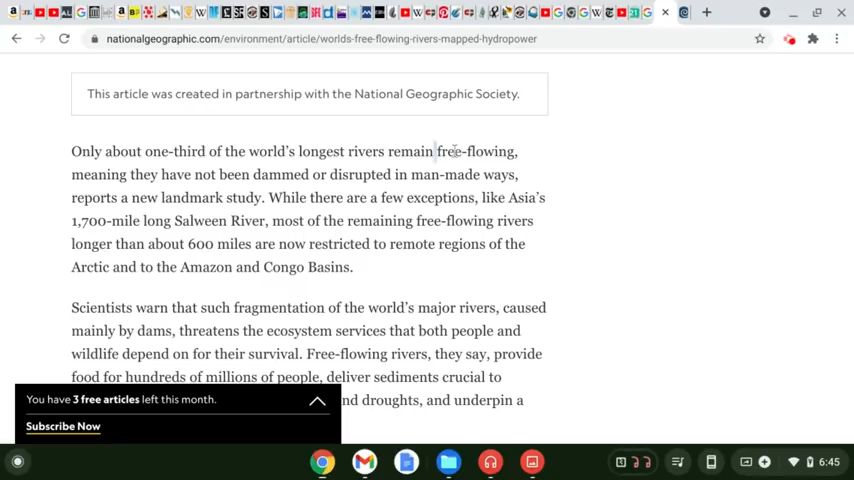 nationalgeographic.com/environment/article/worlds-free-flowing-rivers-mapped-hydropower
This article was created in partnership with the National Geographic Society.
Only about one-third of the world's longest rivers remain free-flowing,
meaning they have not been dammed or disrupted in man-made ways,
reports a new landmark study. While there are a few exceptions, like Asia's
1,700-mile long Salween River, most of the remaining free-flowing rivers
longer than about 600 miles are now restricted to remote regions of the
Arctic and to the Amazon and Congo Basins.
Scientists warn that such fragmentation of the world's major rivers, caused
mainly by dams, threatens the ecosystem services that both people and
wildlife depend on for their survival. Free-flowing rivers, they say, provide
food for hundreds of millions of people, deliver sediments crucial to
nd droughts, and underpin a
You have 3 free articles left this month.
Subscribe Now
6:45